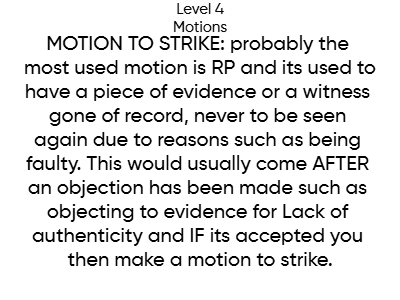 Level 4
Motions
MOTION TO STRIKE: probably the
most used motion is RP and its used to
have a piece of evidence or a witness
gone of record, never to be seen
again due to reasons such as being
faulty. This would usually come AFTER
an objection has been made such as
objecting to evidence for Lack of
authenticity and IF its accepted you
then make a motion to strike.